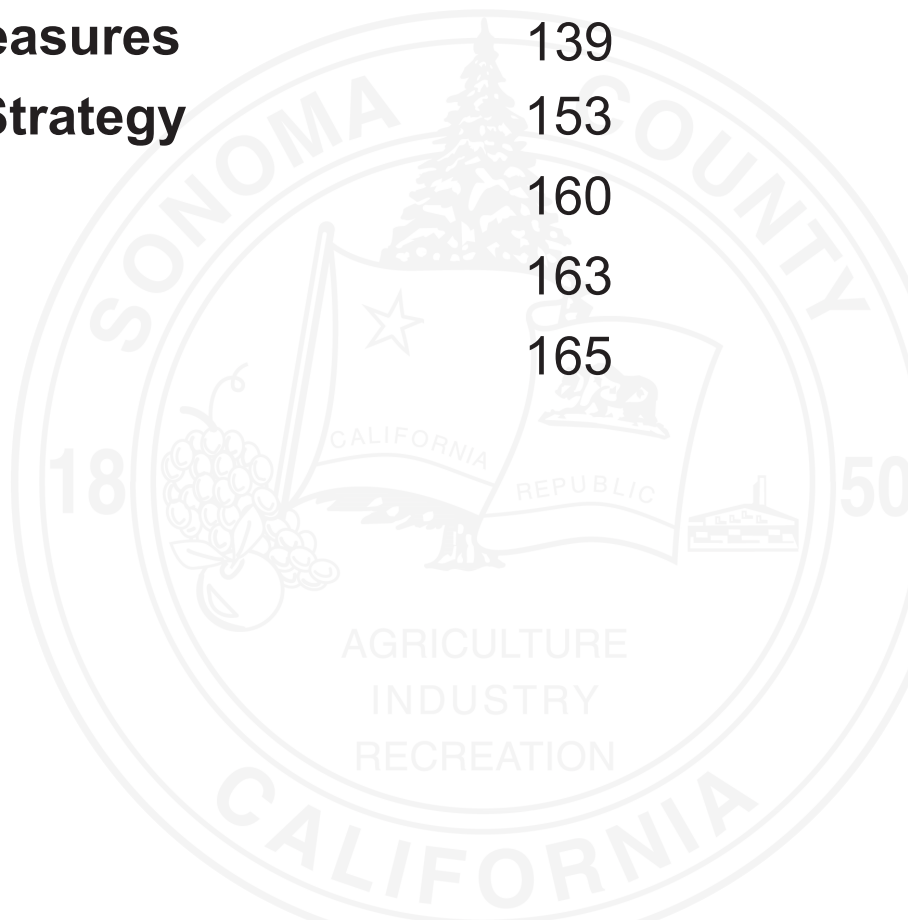 easures 139
Strategy 153
160
163
165
SONOMA COUNTY
CALIFORNIA
REPUBLIC
18 50
AGRICULTURE
INDUSTRY
RECREATION
CALIFORNIA